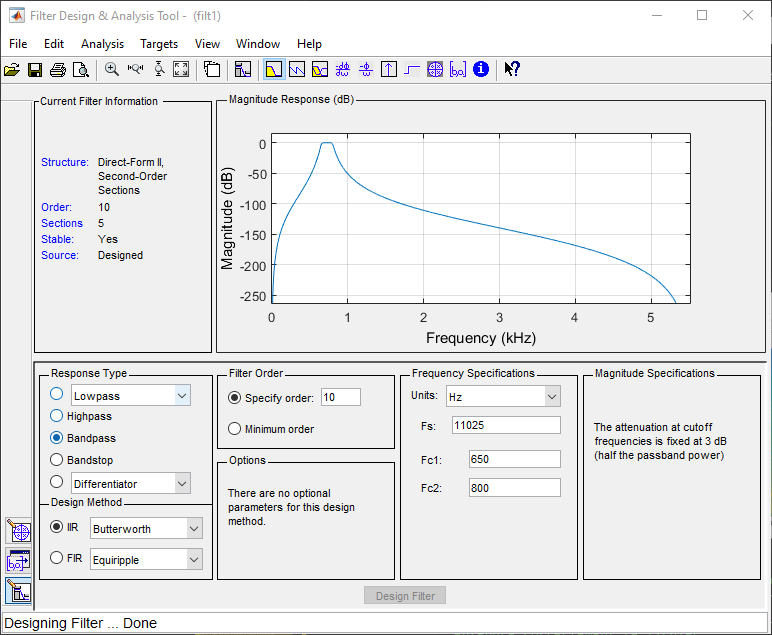 Filter Design & Analysis Tool - (filt1)
File Edit Analysis Targets View Window Help
Current Filter Information
Structure: Direct-Form II,
Second-Order
Sections
Order: 10
Sections 5
Stable: Yes
Source: Designed
Magnitude Response (dB)
0
-50
-100
-150
-200
-250
Magnitude (dB)
0 1 2 3 4 5
Frequency (kHz)
Response Type
Lowpass
Highpass
Bandpass
Bandstop
Differentiator
Design Method
IIR Butterworth
FIR Equiripple
Filter Order
Specify order: 10
Minimum order
Options
There are no optional
parameters for this design
method.
Frequency Specifications
Units: Hz
Fs: 11025
Fc1: 650
Fc2: 800
Magnitude Specifications
The attenuation at cutoff
frequencies is fixed at 3 dB
(half the passband power)
Design Filter
Designing Filter ... Done